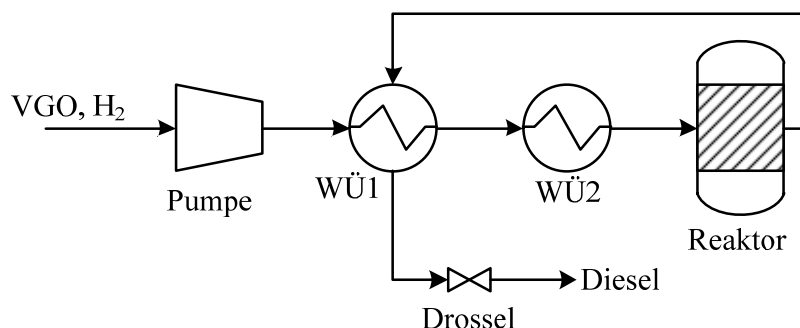 VGO, H₂
Pumpe
WÜ1
WÜ2
Reaktor
Diesel
Drossel